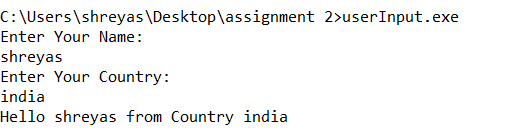 C:\Users\shreyas\Desktop\assignment 2>userInput.exe
Enter Your Name:
shreyas
Enter Your Country:
india
Hello shreyas from Country india